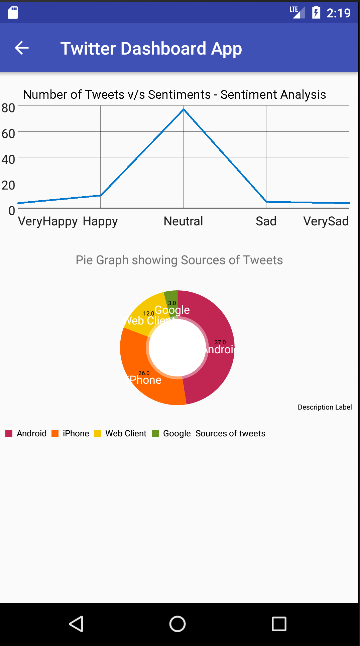 LTE 2:19
Twitter Dashboard App
Number of Tweets v/s Sentiments - Sentiment Analysis
80
60
40
20
0
VeryHappy Happy Neutral Sad VerySad
Pie Graph showing Sources of Tweets
3.0
Google
12.0
Web Client
37.0
Android
26.0
iPhone
Description Label
Android iPhone Web Client Google Sources of tweets